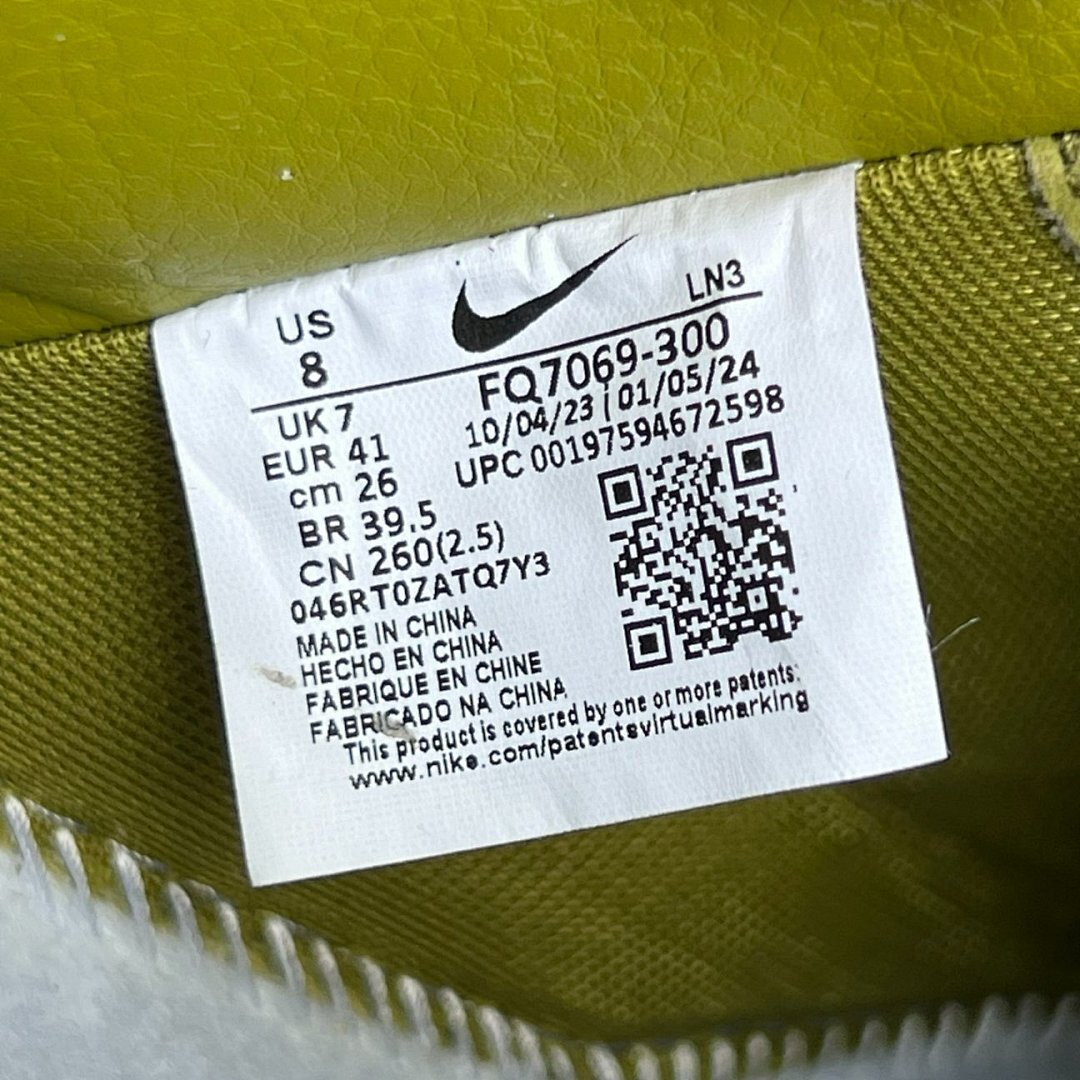 US
8
LN3
FQ7069-300
10/04/23 | 01/05/24
UPC 00197594672598
UK 7
EUR 41
cm 26
BR 39.5
CN 260(2.5)
046RT0ZATQ7Y3
MADE IN CHINA
HECHO EN CHINA
FABRIQUE EN CHINE
FABRICADO NA CHINA
This product is covered by one or more patents:
www.nike.com/patentsvirtualmarking